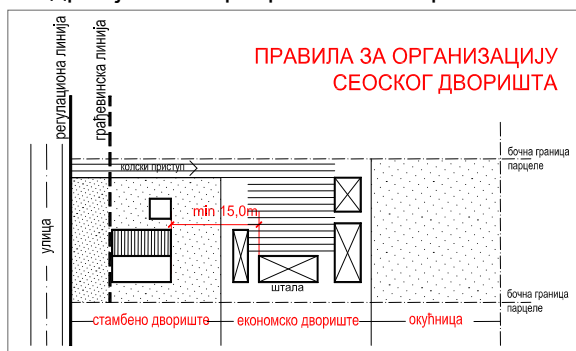 ПРАВИЛА ЗА ОРГАНИЗАЦИЈУ
СЕОСКОГ ДВОРИШТА
регулациона линија
грађевинска линија
улица
колски приступ
бочна граница
парцеле
min 15,0m
штала
бочна граница
парцеле
стамбено двориште
економско двориште
окућница